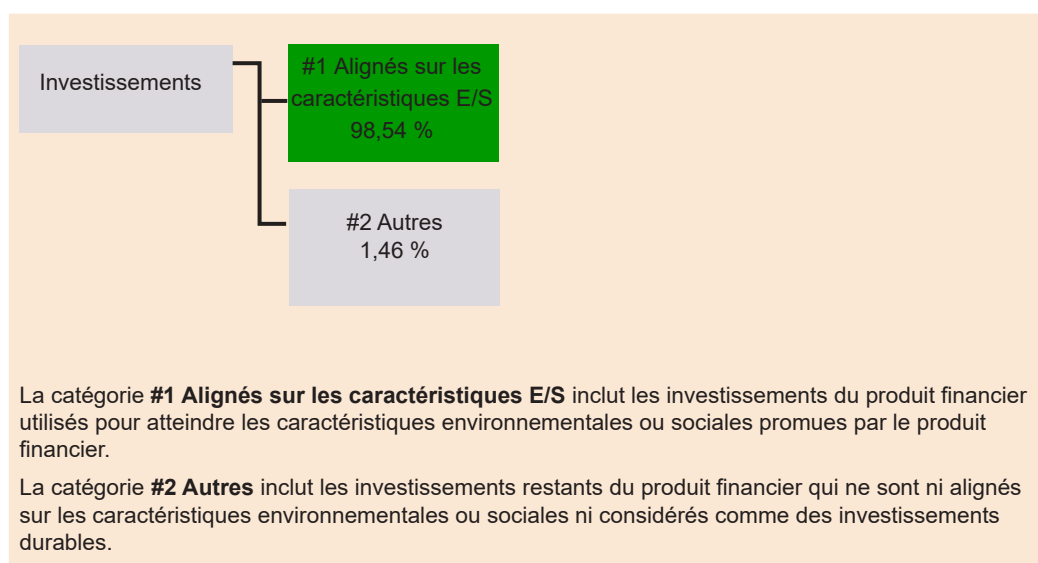 Investissements
#1 Alignés sur les
caractéristiques E/S
98,54 %
#2 Autres
1,46 %
La catégorie #1 Alignés sur les caractéristiques E/S inclut les investissements du produit financier
utilisés pour atteindre les caractéristiques environnementales ou sociales promues par le produit
financier.
La catégorie #2 Autres inclut les investissements restants du produit financier qui ne sont ni alignés
sur les caractéristiques environnementales ou sociales ni considérés comme des investissements
durables.